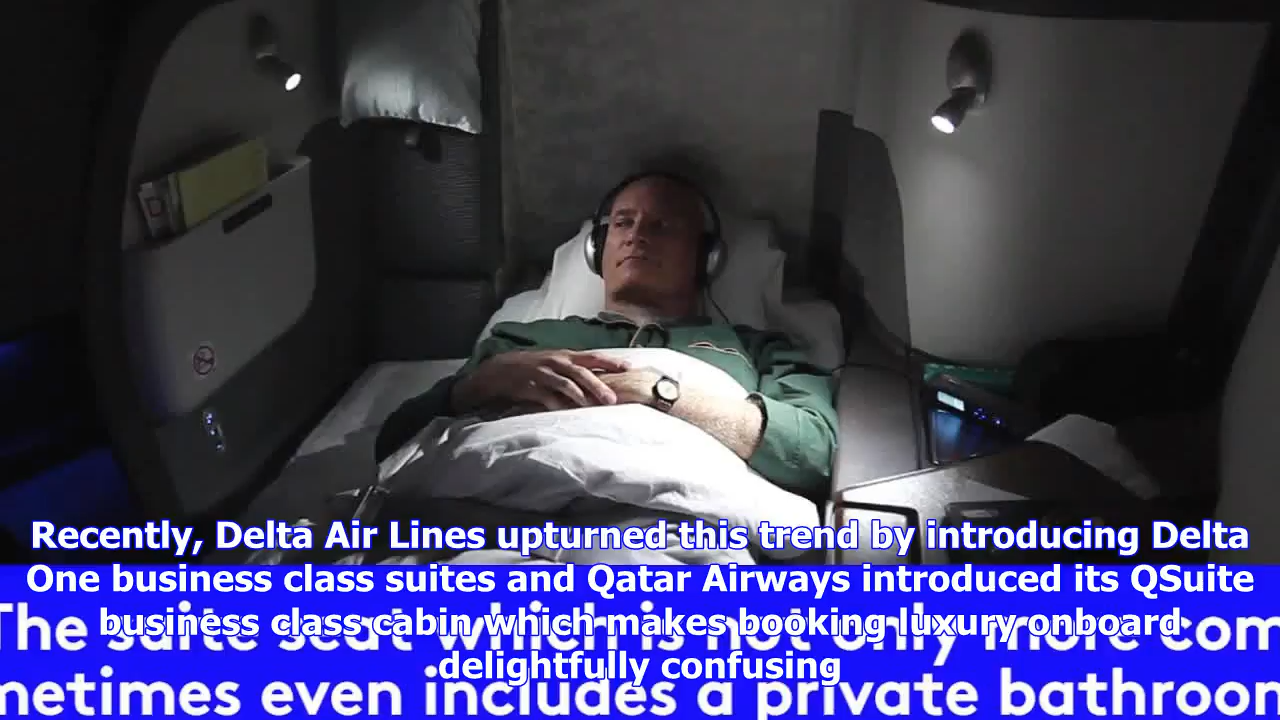 Recently, Delta Air Lines upturned this trend by introducing Delta
One business class suites and Qatar Airways introduced its QSuite
business class cabin which makes booking luxury onboard
delightfully confusing
The suite seat which is not only more com
metimes even includes a private bathroom